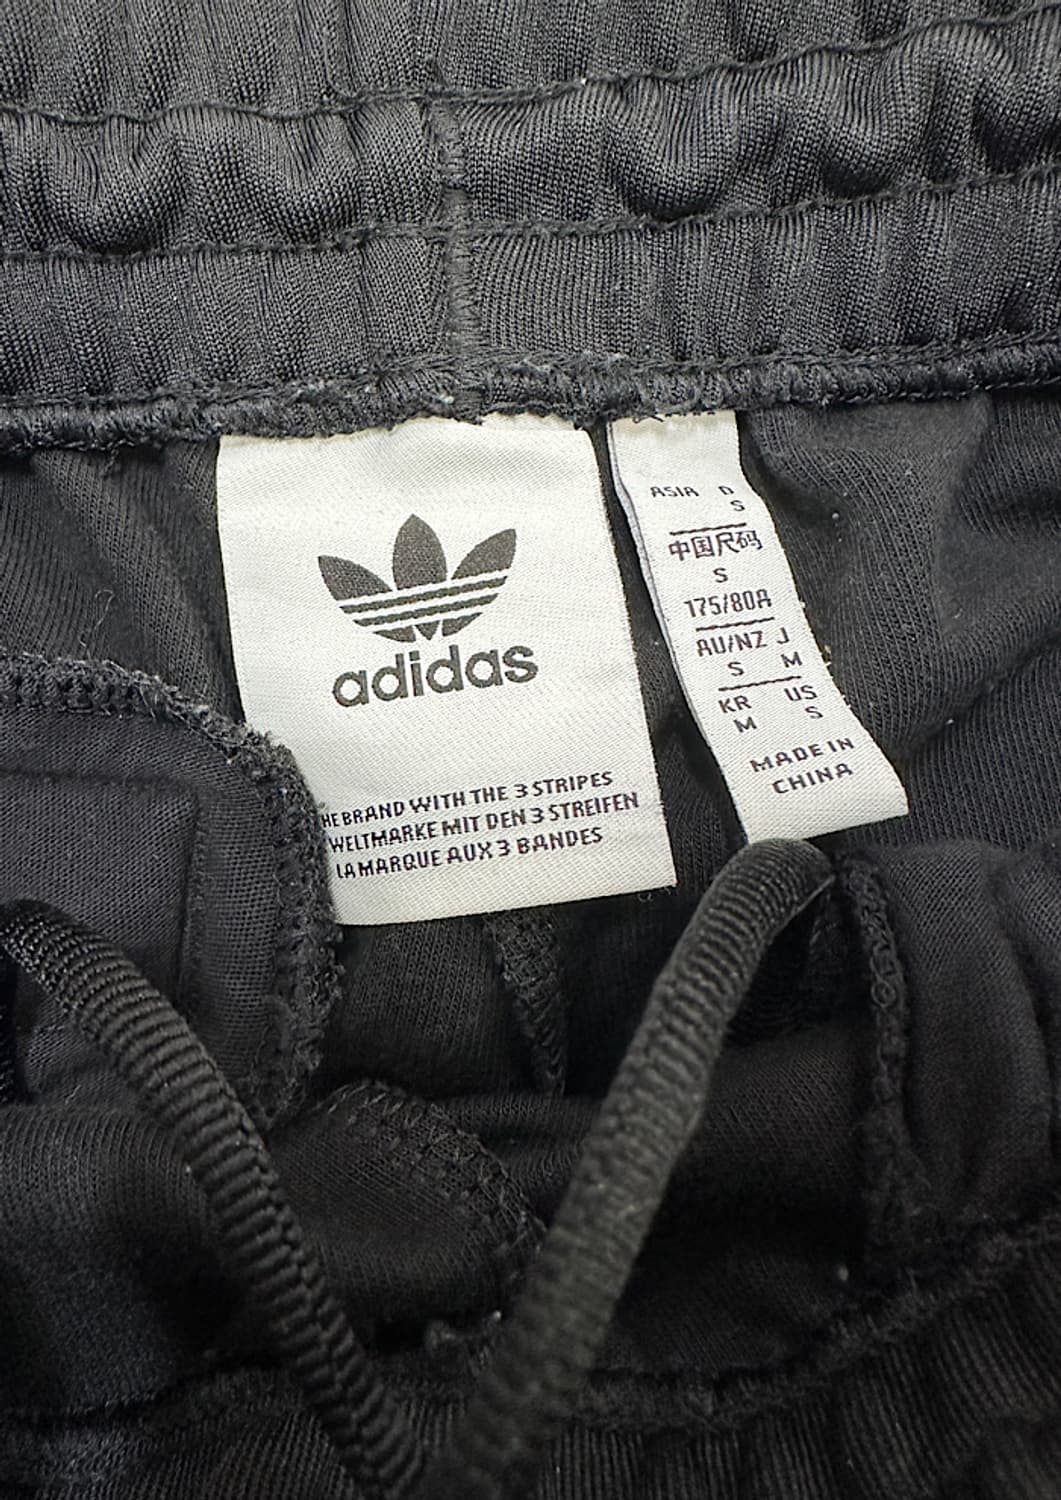 adidas
HE BRAND WITH THE 3 STRIPES
WELTMARKE MIT DEN 3 STREIFEN
LA MARQUE AUX 3 BANDES
ASIA D
S
中国尺码
S
175/80A
AU/NZ J
S M
KR US
M S
MADE IN
CHINA